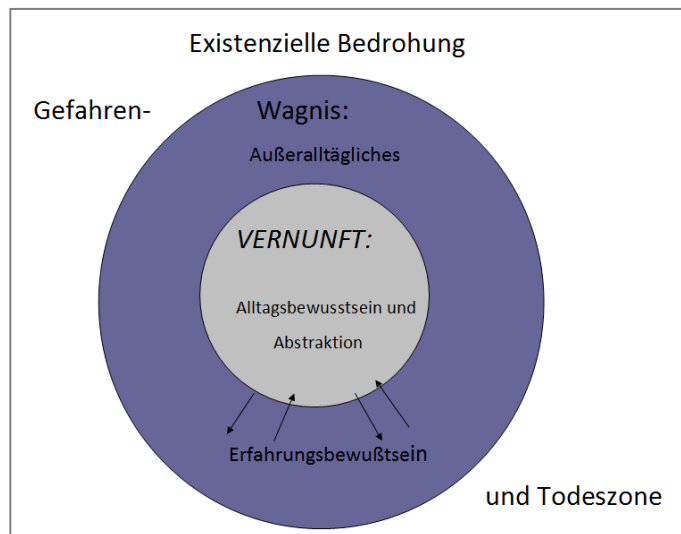 Existenzielle Bedrohung
Gefahren-
Wagnis:
Außeralltägliches
VERNUNFT:
Alltagsbewusstsein und
Abstraktion
Erfahrungsbewußtsein
und Todeszone